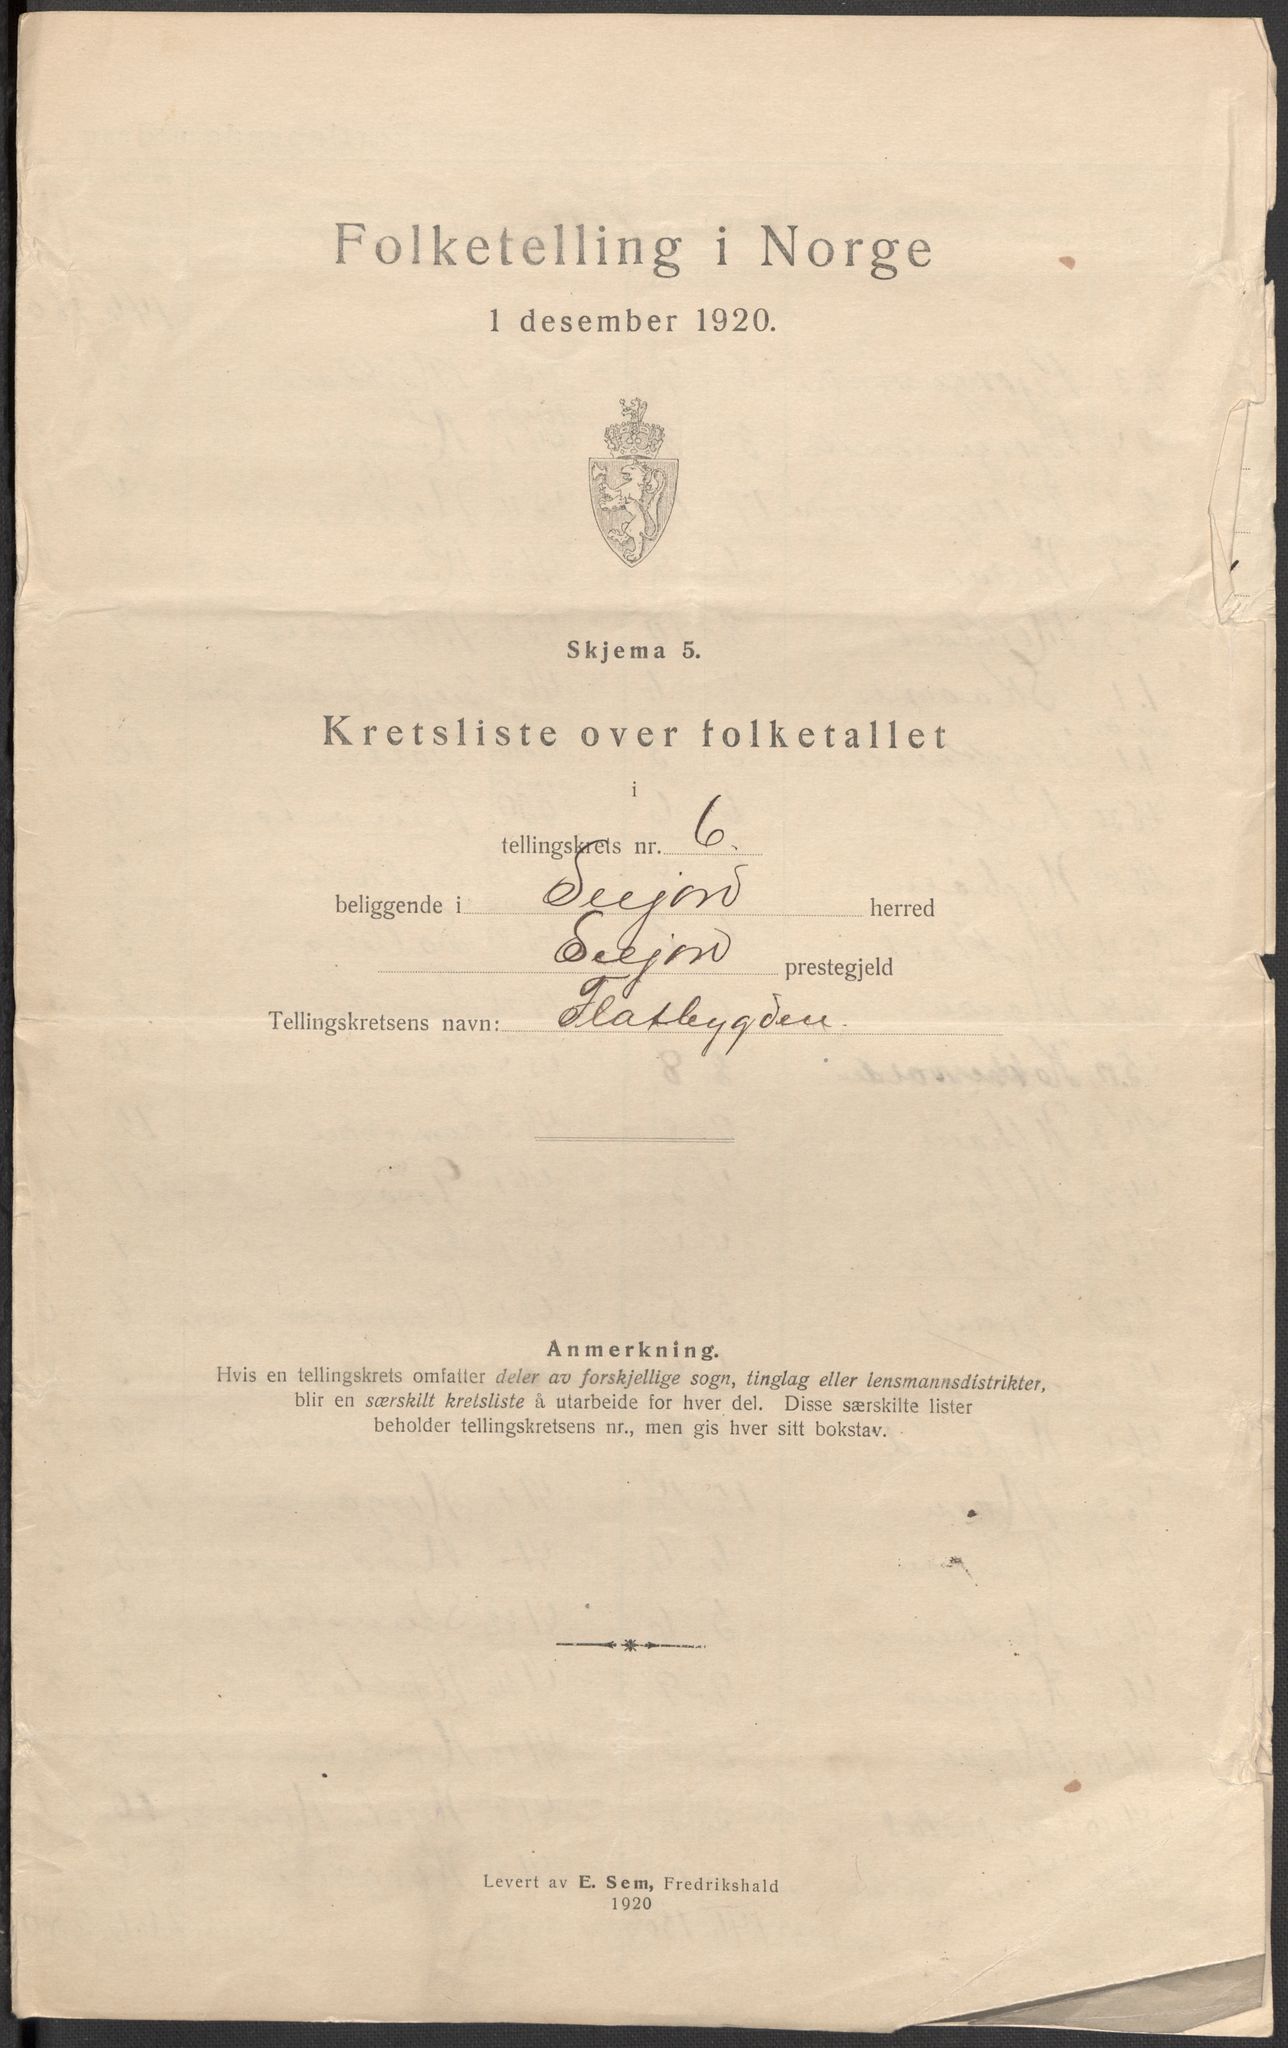 Folketelling i Norge
1 desember 1920.
Skjema 5.
Kretsliste over folketallet
i
tellingskrets nr. 6.
beliggende i Seljord herred
Seljord prestegjeld
Tellingskretsens navn: Flatbygden.
Anmerkning.
Hvis en tellingskrets omfatter deler av forskjellige sogn, tinglag eller lensmannsdistrikter,
blir en særskilt kretsliste å utarbeide for hver del. Disse særskilte lister
beholder tellingskretsens nr., men gis hver sitt bokstav.
Levert av E. Sem, Fredrikshald
1920